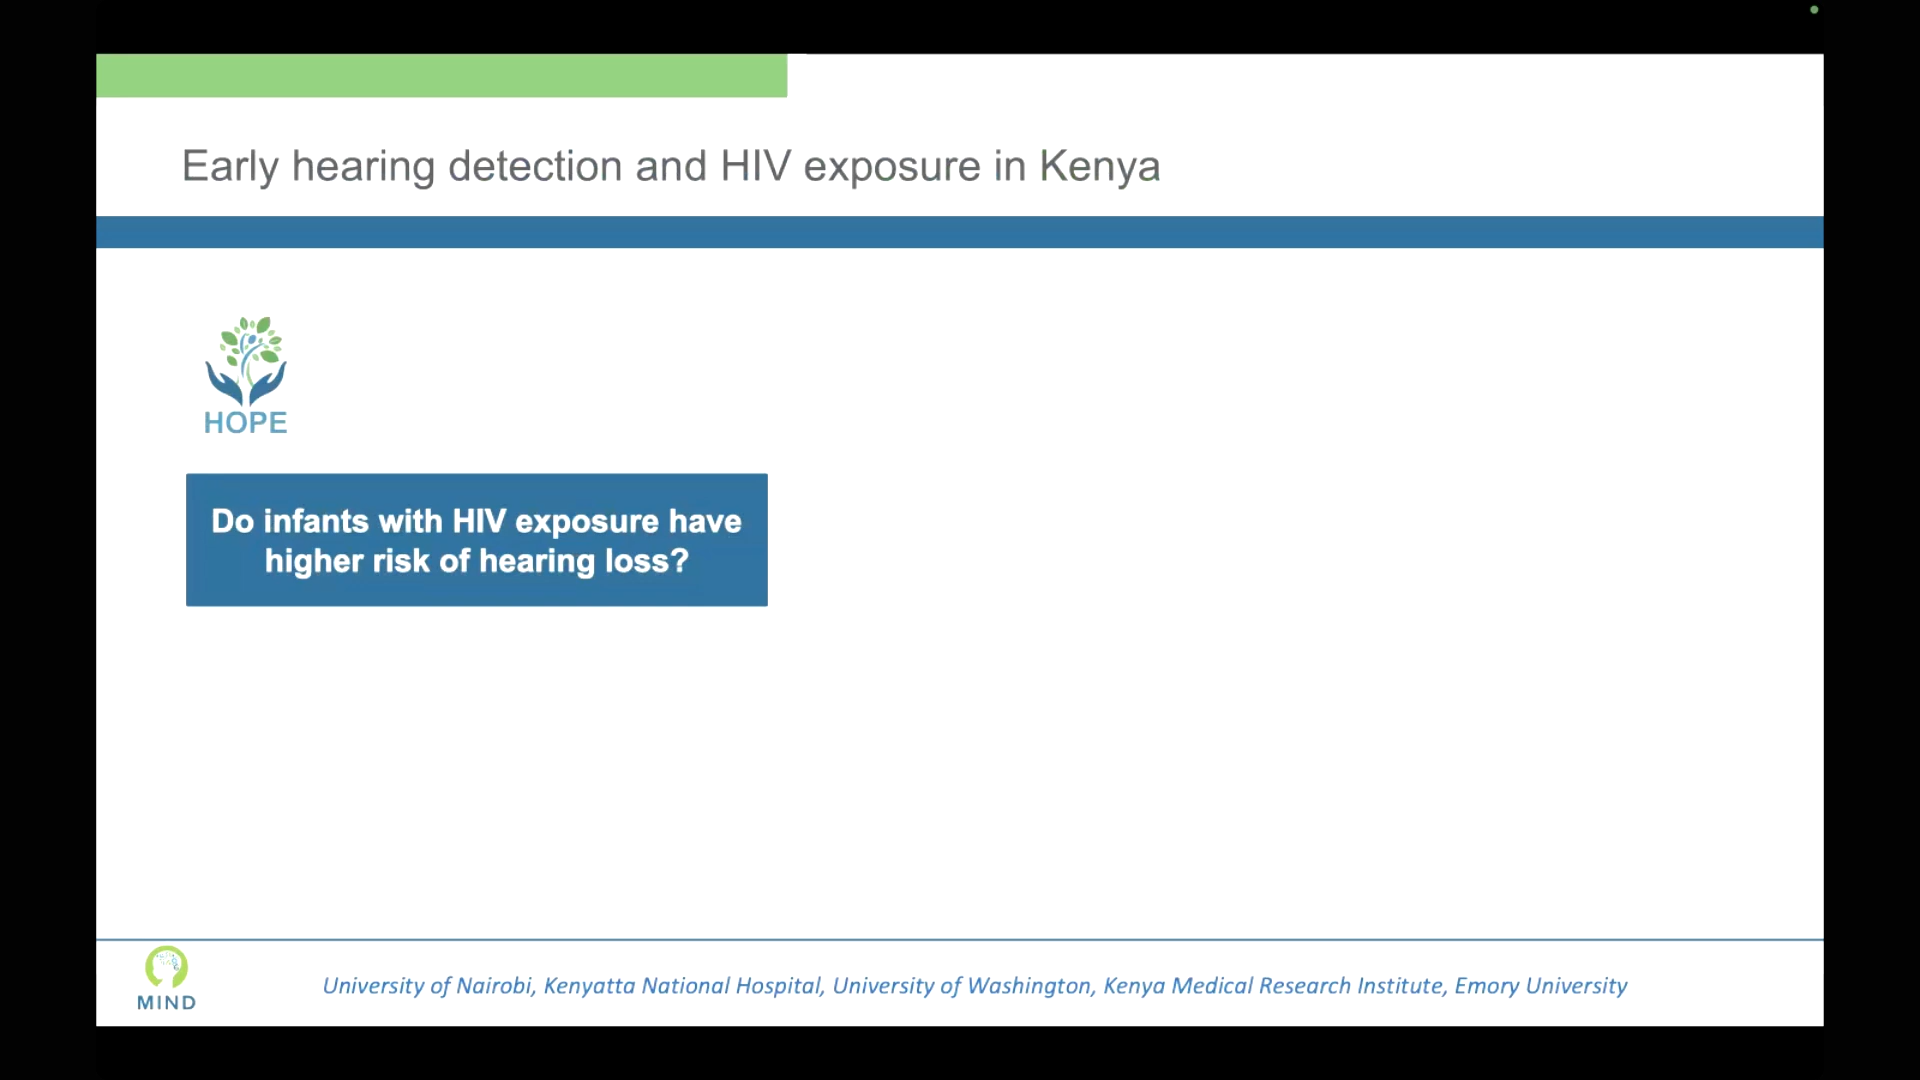 Early hearing detection and HIV exposure in Kenya
HOPE
Do infants with HIV exposure have
higher risk of hearing loss?
MIND
University of Nairobi, Kenyatta National Hospital, University of Washington, Kenya Medical Research Institute, Emory University